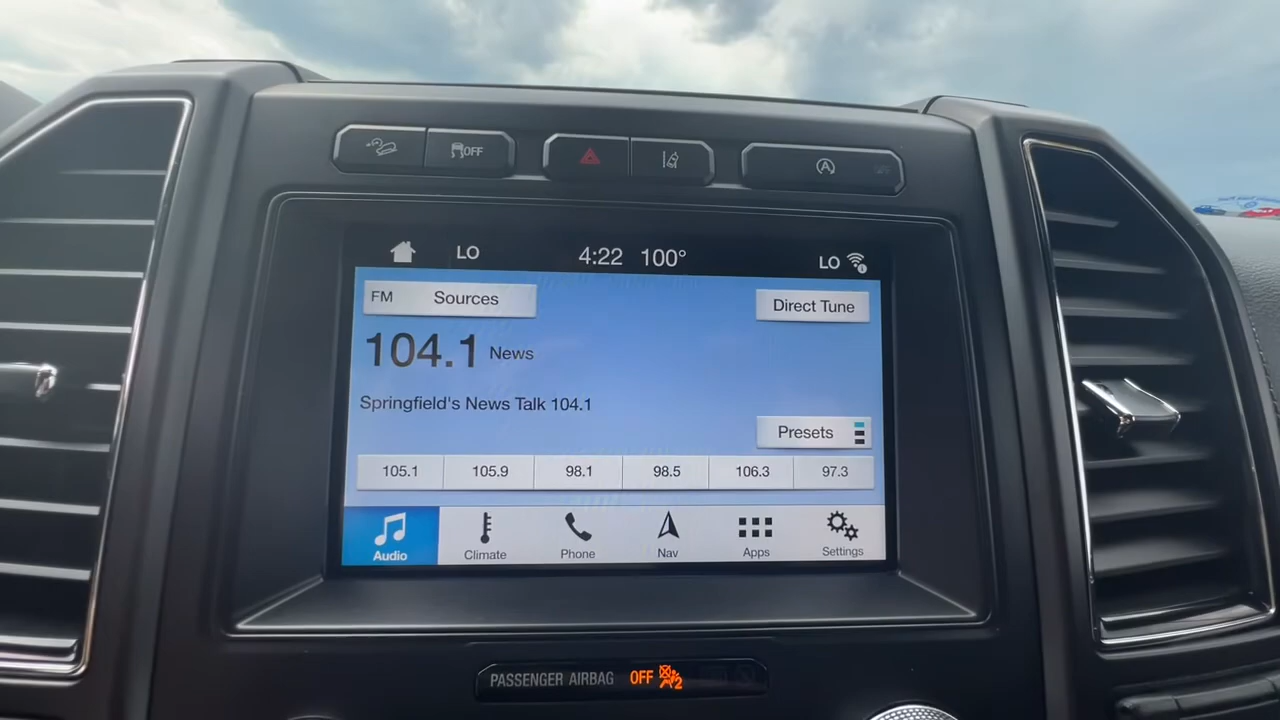 OFF
LO 4:22 100° LO
FM Sources
Direct Tune
104.1 News
Springfield's News Talk 104.1
Presets
105.1 105.9 98.1 98.5 106.3 97.3
Audio Climate Phone Nav Apps Settings
PASSENGER AIRBAG OFF 2